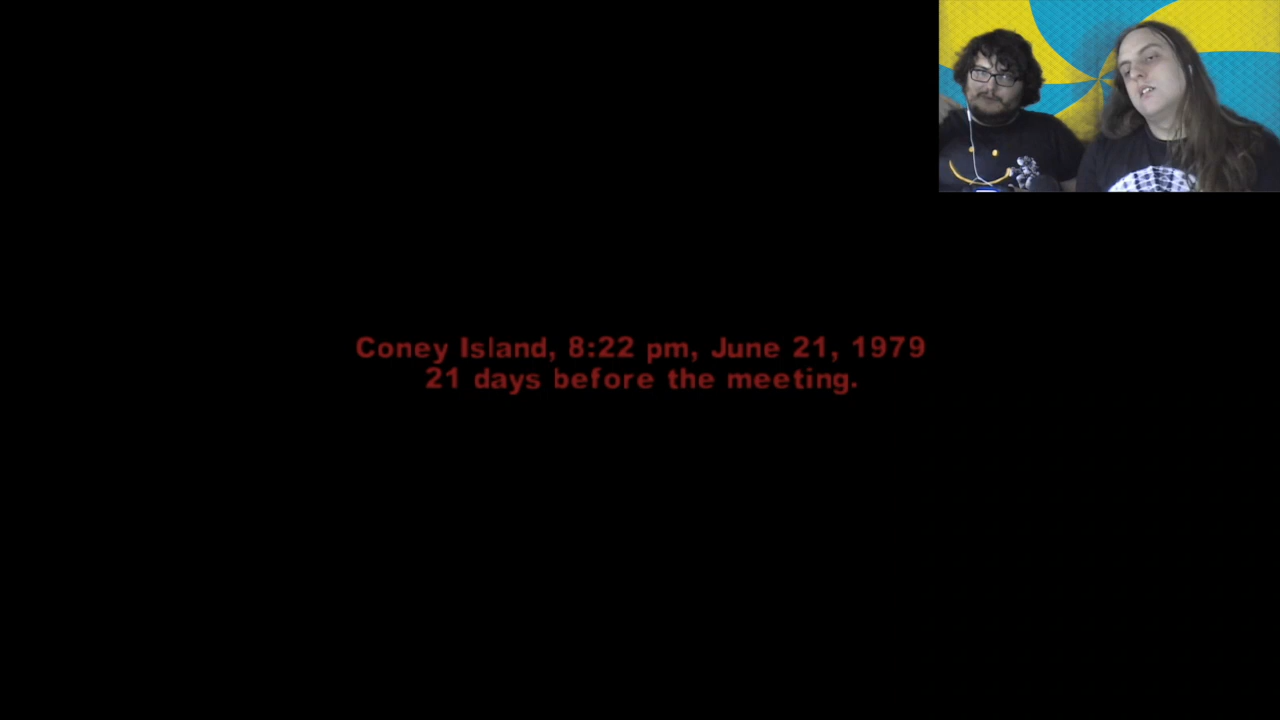 Coney Island, 8:22 pm, June 21, 1979
21 days before the meeting.